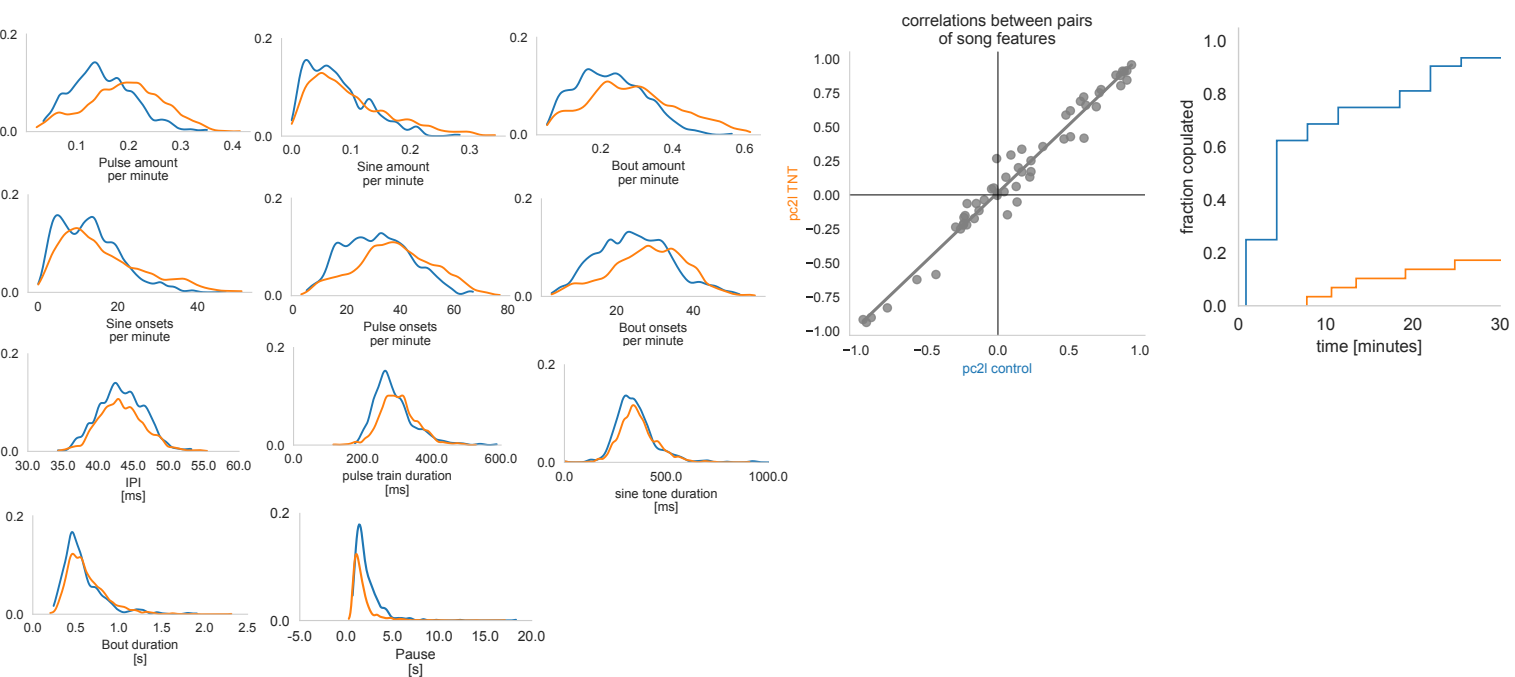 0.2
0.0
0.1 0.2 0.3 0.4
Pulse amount
per minute
0.2
0.0
0.0 0.1 0.2 0.3
Sine amount
per minute
0.2
0.0
0.2 0.4 0.6
Bout amount
per minute
0.2
0.0
0 20 40
Sine onsets
per minute
0.2
0.0
0 20 40 60 80
Pulse onsets
per minute
0.2
0.0
20 40
Bout onsets
per minute
0.2
0.0
30.0 35.0 40.0 45.0 50.0 55.0 60.0
IPI
[ms]
0.2
0.0
0.0 200.0 400.0 600.0
pulse train duration
[ms]
0.2
0.0
0.0 500.0 1000.0
sine tone duration
[ms]
0.2
0.0
0.0 0.5 1.0 1.5 2.0 2.5
Bout duration
[s]
0.2
0.0
-5.0 0.0 5.0 10.0 15.0 20.0
Pause
[s]
correlations between pairs
of song features
1.00
0.75
0.50
0.25
0.00
−0.25
−0.50
−0.75
−1.00
pc2l TNT
−1.0 −0.5 0.0 0.5 1.0
pc2l control
1.0
0.8
0.6
0.4
0.2
0.0
fraction copulated
0 10 20 30
time [minutes]